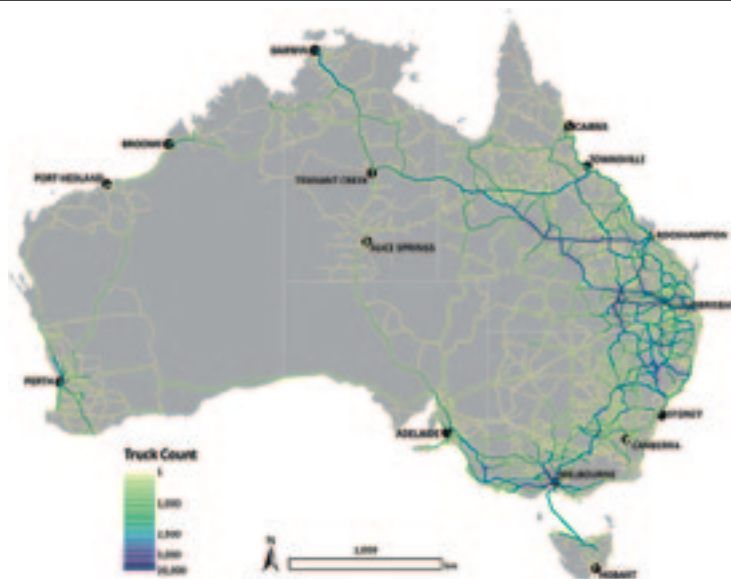 DARWIN
CAIRNS
BROOME
TOWNSVILLE
PORT HEDLAND
TENNANT CREEK
ROCKHAMPTON
ALICE SPRINGS
BRISBANE
PERTH
SYDNEY
ADELAIDE
CANBERRA
Truck Count
1
1,000
2,500
5,000
10,000
MELBOURNE
N
1,000
km
HOBART